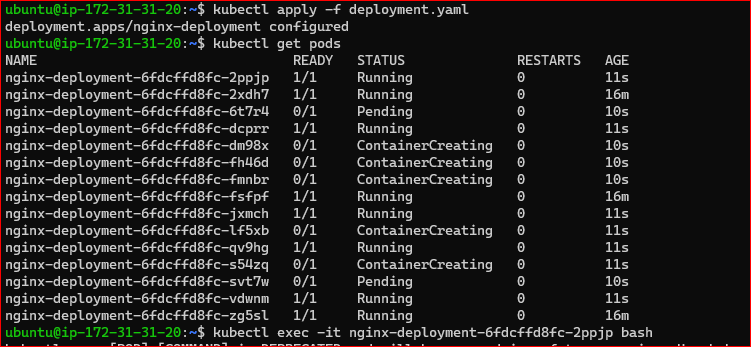 ubuntu@ip-172-31-31-20:~$ kubectl apply -f deployment.yaml
deployment.apps/nginx-deployment configured
ubuntu@ip-172-31-31-20:~$ kubectl get pods
NAME READY STATUS RESTARTS AGE
nginx-deployment-6fdcffd8fc-2ppjp 1/1 Running 0 11s
nginx-deployment-6fdcffd8fc-2xdh7 1/1 Running 0 16m
nginx-deployment-6fdcffd8fc-6t7r4 0/1 Pending 0 10s
nginx-deployment-6fdcffd8fc-dcprr 1/1 Running 0 11s
nginx-deployment-6fdcffd8fc-dm98x 0/1 ContainerCreating 0 10s
nginx-deployment-6fdcffd8fc-fh46d 0/1 ContainerCreating 0 10s
nginx-deployment-6fdcffd8fc-fmnbr 0/1 ContainerCreating 0 10s
nginx-deployment-6fdcffd8fc-fsfpf 1/1 Running 0 16m
nginx-deployment-6fdcffd8fc-jxmch 1/1 Running 0 11s
nginx-deployment-6fdcffd8fc-lf5xb 0/1 ContainerCreating 0 11s
nginx-deployment-6fdcffd8fc-qv9hg 1/1 Running 0 11s
nginx-deployment-6fdcffd8fc-s54zq 0/1 ContainerCreating 0 11s
nginx-deployment-6fdcffd8fc-svt7w 0/1 Pending 0 10s
nginx-deployment-6fdcffd8fc-vdwnm 1/1 Running 0 11s
nginx-deployment-6fdcffd8fc-zg5sl 1/1 Running 0 16m
ubuntu@ip-172-31-31-20:~$ kubectl exec -it nginx-deployment-6fdcffd8fc-2ppjp bash